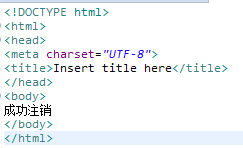 <!DOCTYPE html>
<html>
<head>
<meta charset="UTF-8">
<title>Insert title here</title>
</head>
<body>
成功注销
</body>
</html>